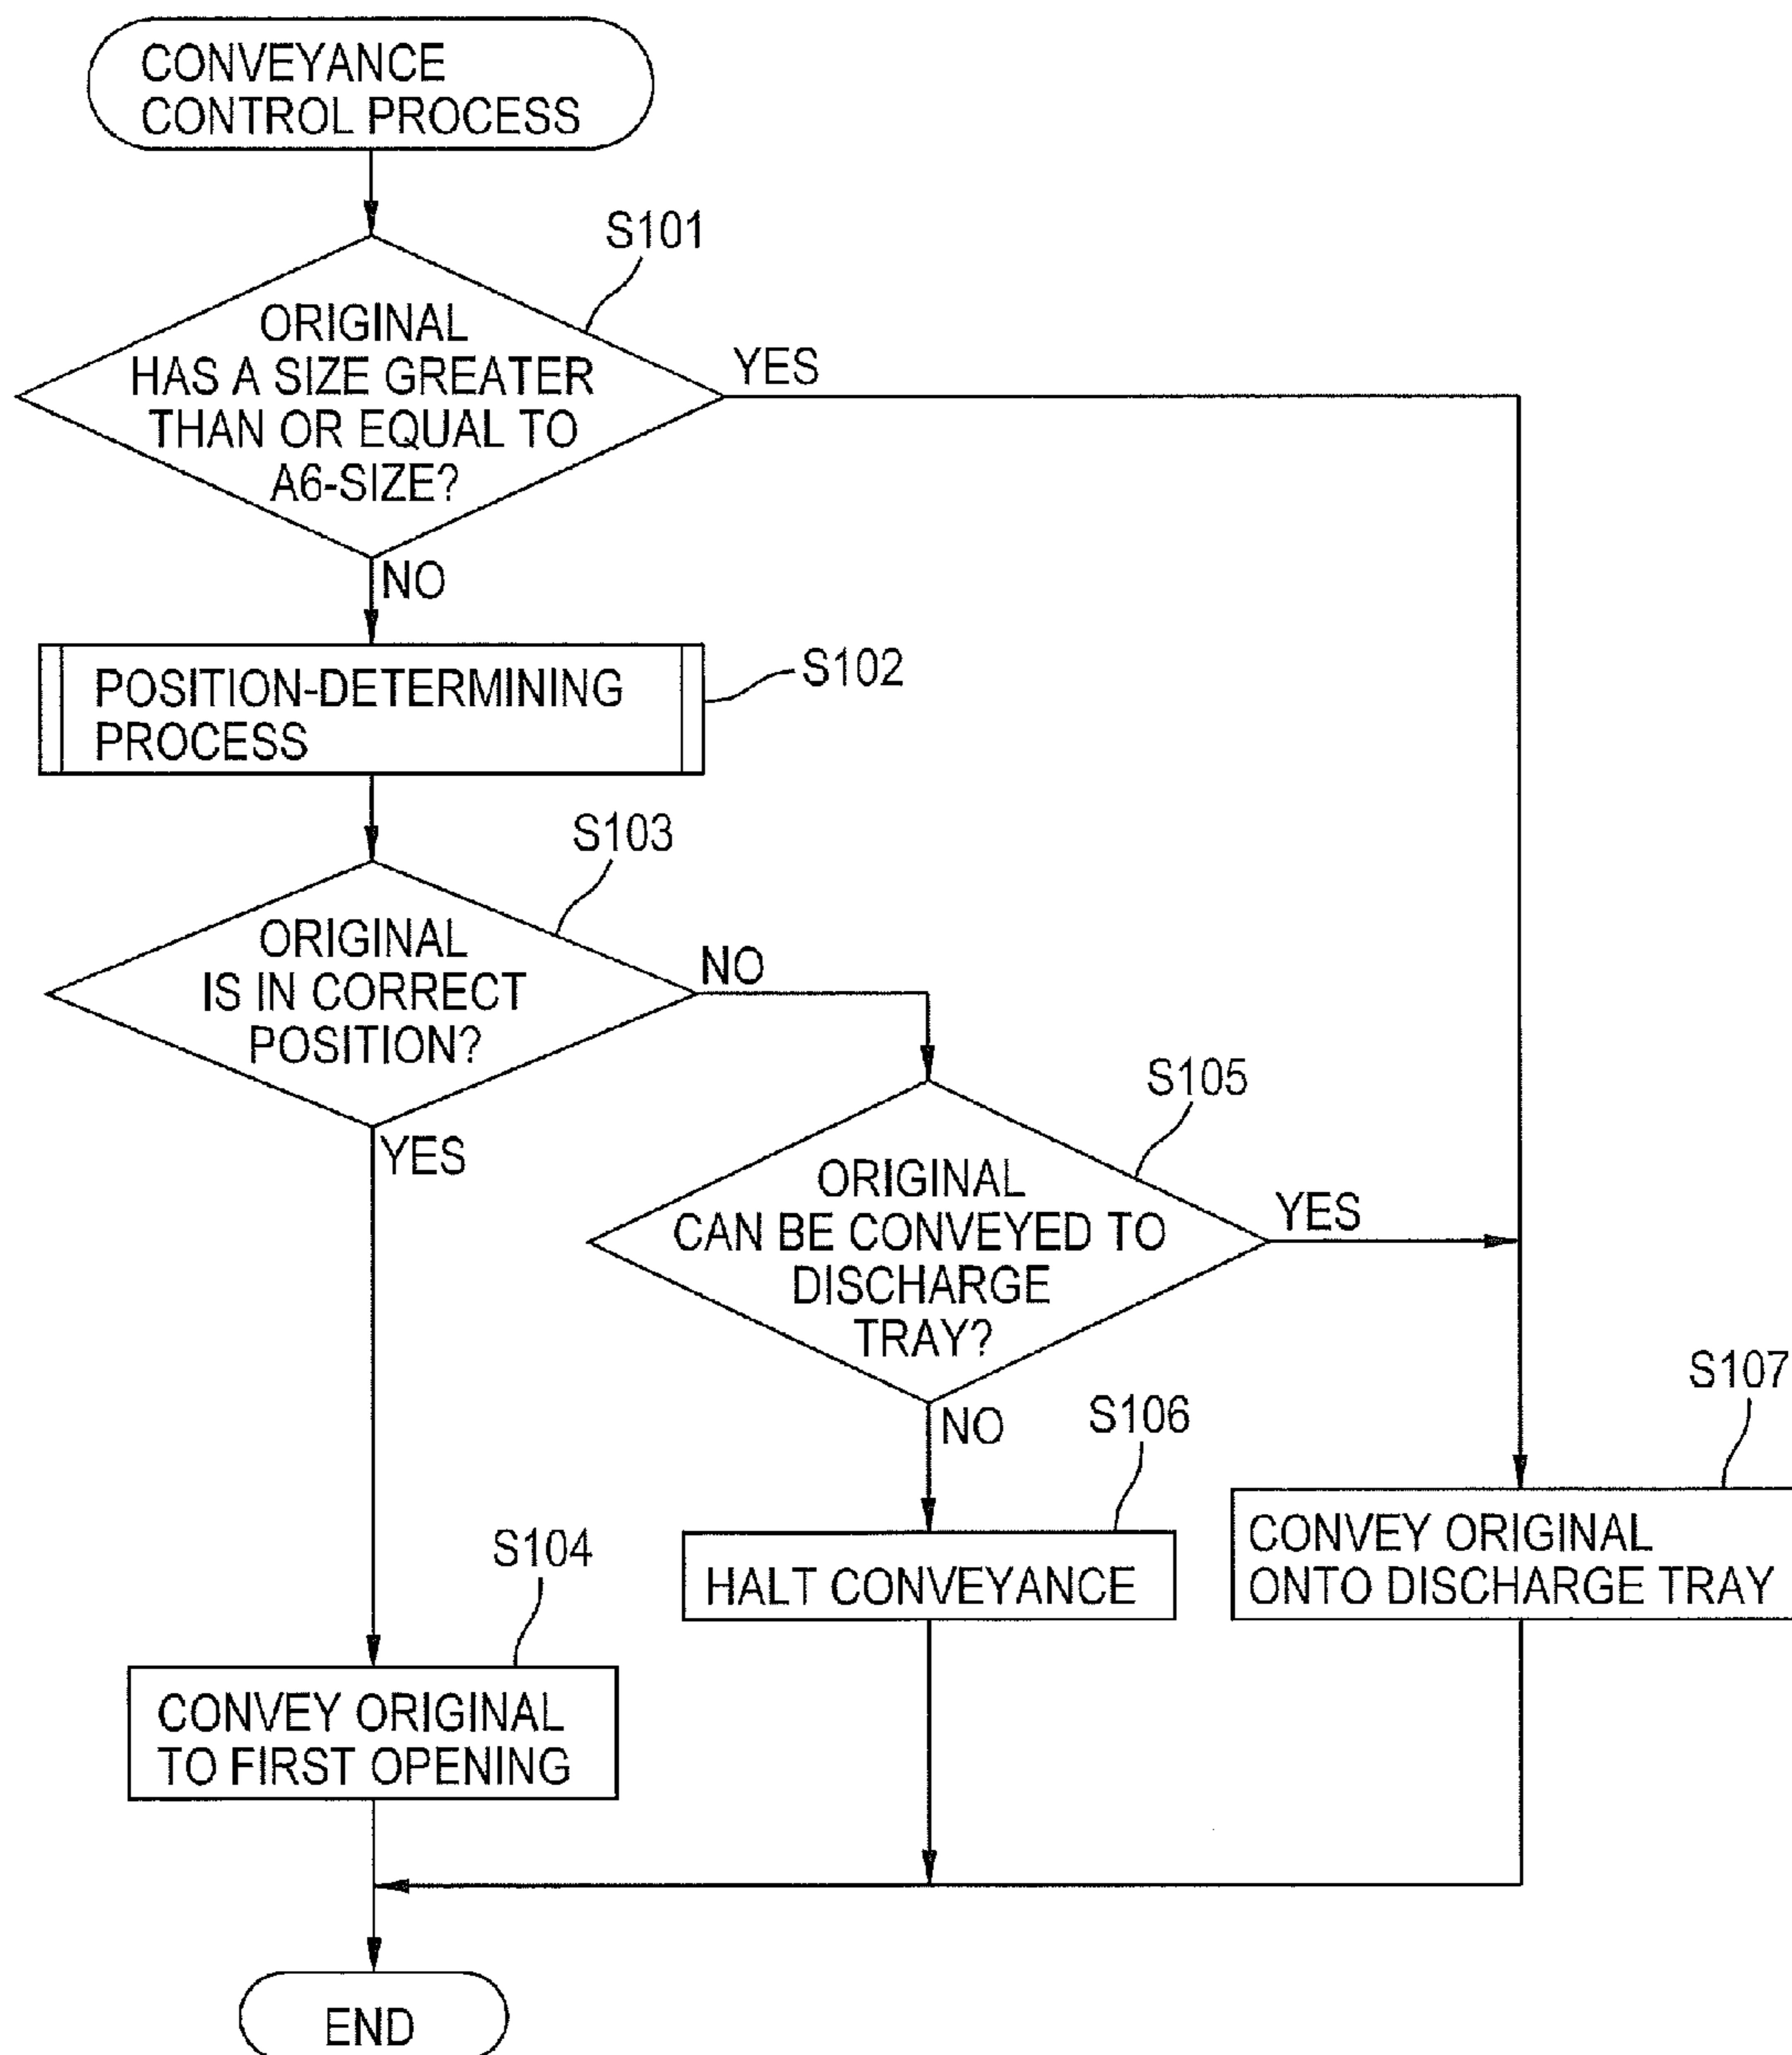 CONVEYANCE
CONTROL PROCESS
S101
ORIGINAL
HAS A SIZE GREATER
THAN OR EQUAL TO
A6-SIZE?
YES
NO
POSITION-DETERMINING
PROCESS
S102
S103
ORIGINAL
IS IN CORRECT
POSITION?
NO
YES
S105
ORIGINAL
CAN BE CONVEYED TO
DISCHARGE
TRAY?
YES
NO
S106
HALT CONVEYANCE
S107
CONVEY ORIGINAL
ONTO DISCHARGE TRAY
S104
CONVEY ORIGINAL
TO FIRST OPENING
END